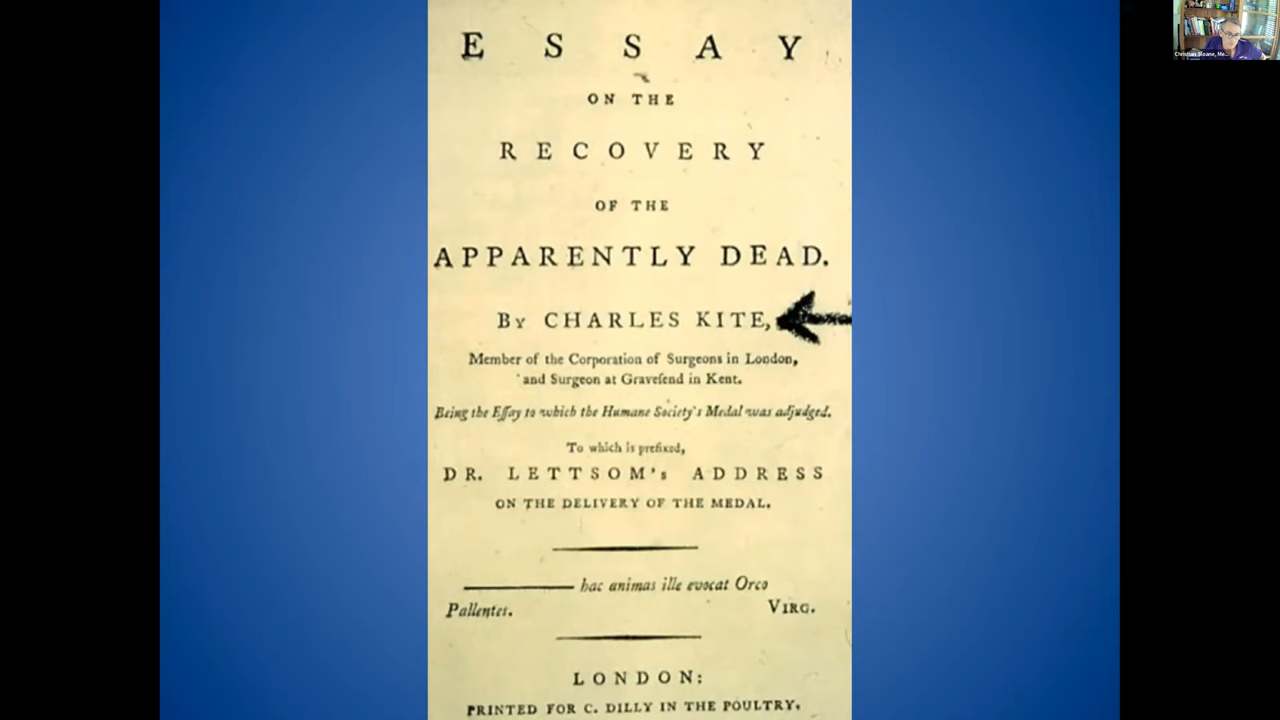 ESSAY
ON THE
RECOVERY
OF THE
APPARENTLY DEAD.
By CHARLES KITE,
Member of the Corporation of Surgeons in London,
and Surgeon at Graveſend in Kent.
Being the Eſſay to which the Humane Society's Medal was adjudged.
To which is prefixed,
DR. LETTSOM's ADDRESS
ON THE DELIVERY OF THE MEDAL.
hac animas ille evocat Orco
Pallentes. VIRG.
LONDON:
PRINTED FOR C. DILLY IN THE POULTRY.
Christian Sloane, Me...